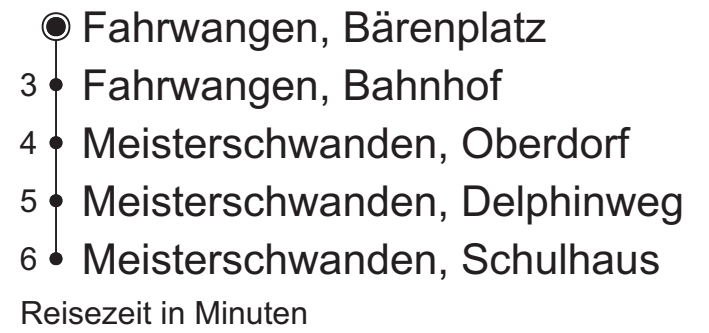 Fahrwangen, Bärenplatz
3 Fahrwangen, Bahnhof
4 Meisterschwanden, Oberdorf
5 Meisterschwanden, Delphinweg
6 Meisterschwanden, Schulhaus
Reisezeit in Minuten